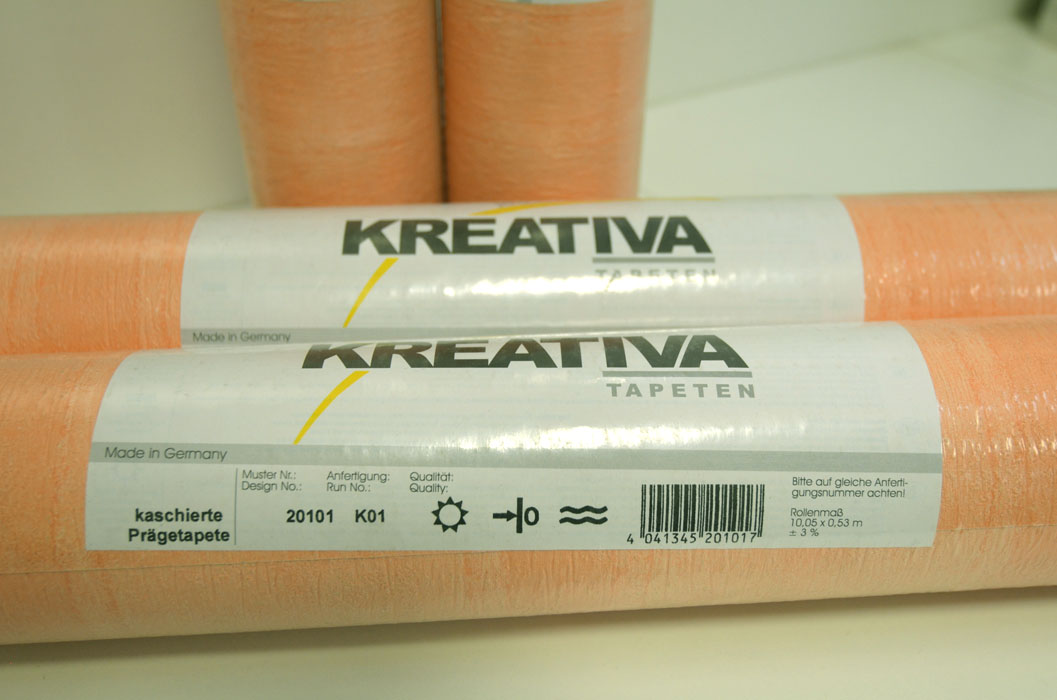 KREATIVA
TAPETEN
Made in Germany
KREATIVA
TAPETEN
Made in Germany
Muster Nr.: Anfertigung: Qualität:
Design No.: Run No.: Quality:
kaschierte
Prägetapete
20101 K01
0
4 041345 201017
Bitte auf gleiche Anferti-
gungsnummer achten!
Rollenmaß
10,05 x 0,53 m
± 3 %